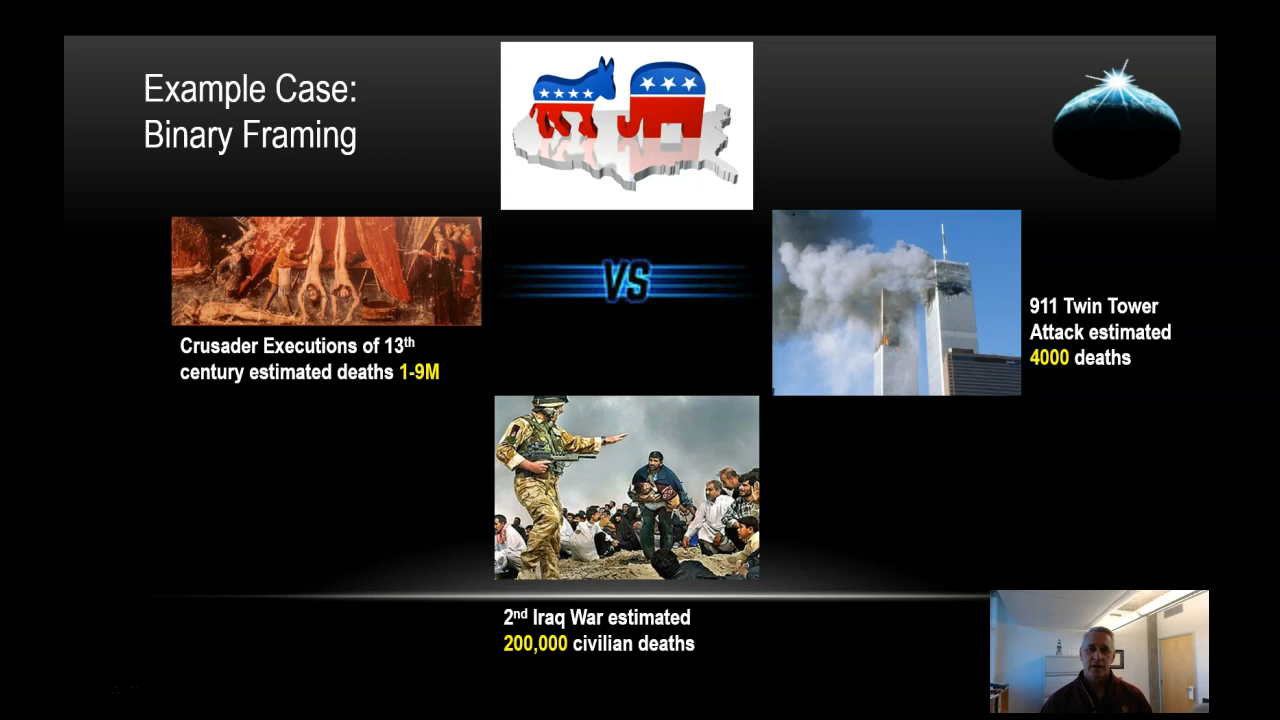 Example Case:
Binary Framing
VS
Crusader Executions of 13th
century estimated deaths 1-9M
911 Twin Tower
Attack estimated
4000 deaths
2nd Iraq War estimated
200,000 civilian deaths